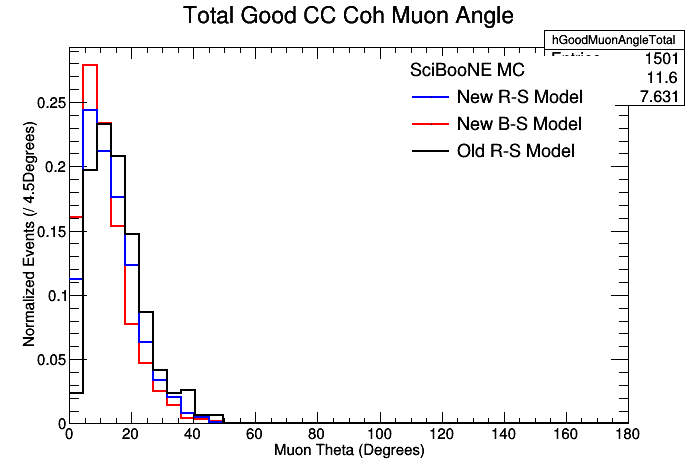 Total Good CC Coh Muon Angle
hGoodMuonAngleTotal
1501
11.6
7.631
SciBooNE MC
New R-S Model
New B-S Model
Old R-S Model
Normalized Events (/ 4.5Degrees)
0.25
0.2
0.15
0.1
0.05
0
0 20 40 60 80 100 120 140 160 180
Muon Theta (Degrees)